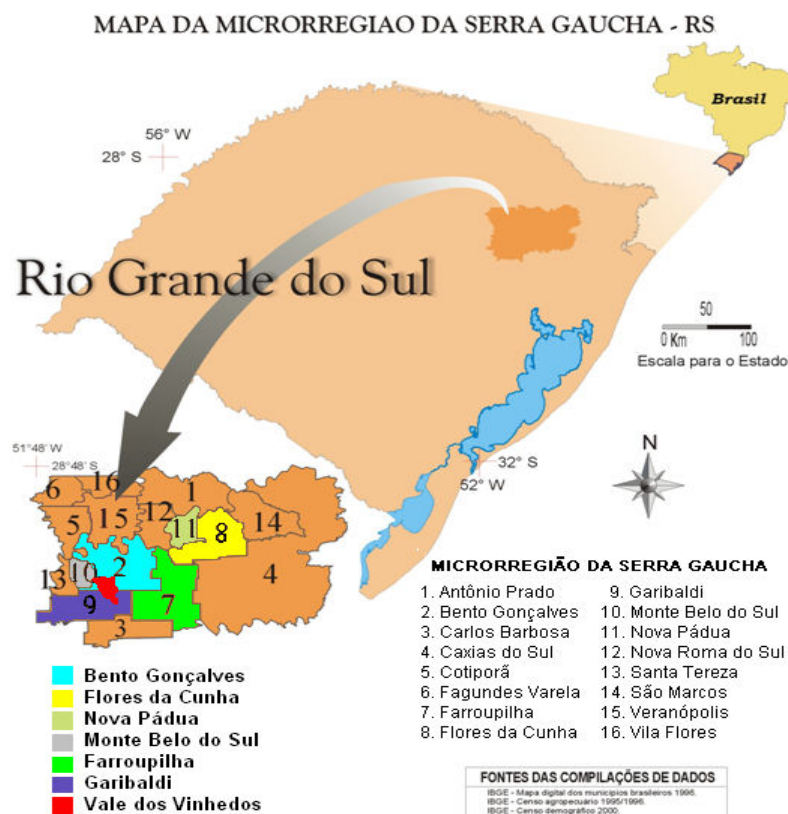 MAPA DA MICRORREGIAO DA SERRA GAUCHA - RS
Brasil
56° W
28° S
Rio Grande do Sul
50
0 Km 100
Escala para o Estado
N
32° S
52° W
51°48' W
28°48' S
6
16
1
5
15
12
11
8
14
13
10
2
4
9
7
3
Bento Gonçalves
Flores da Cunha
Nova Pádua
Monte Belo do Sul
Farroupilha
Garibaldi
Vale dos Vinhedos
MICRORREGIÃO DA SERRA GAUCHA
1. Antônio Prado
2. Bento Gonçalves
3. Carlos Barbosa
4. Caxias do Sul
5. Cotiporã
6. Fagundes Varela
7. Farroupilha
8. Flores da Cunha
9. Garibaldi
10. Monte Belo do Sul
11. Nova Pádua
12. Nova Roma do Sul
13. Santa Tereza
14. São Marcos
15. Veranópolis
16. Vila Flores
FONTES DAS COMPILAÇÕES DE DADOS
IBGE - Mapa digital dos municípios brasileiros 1996.
IBGE - Censo agropecuário 1995/1996.
IBGE - Censo demográfico 2000.